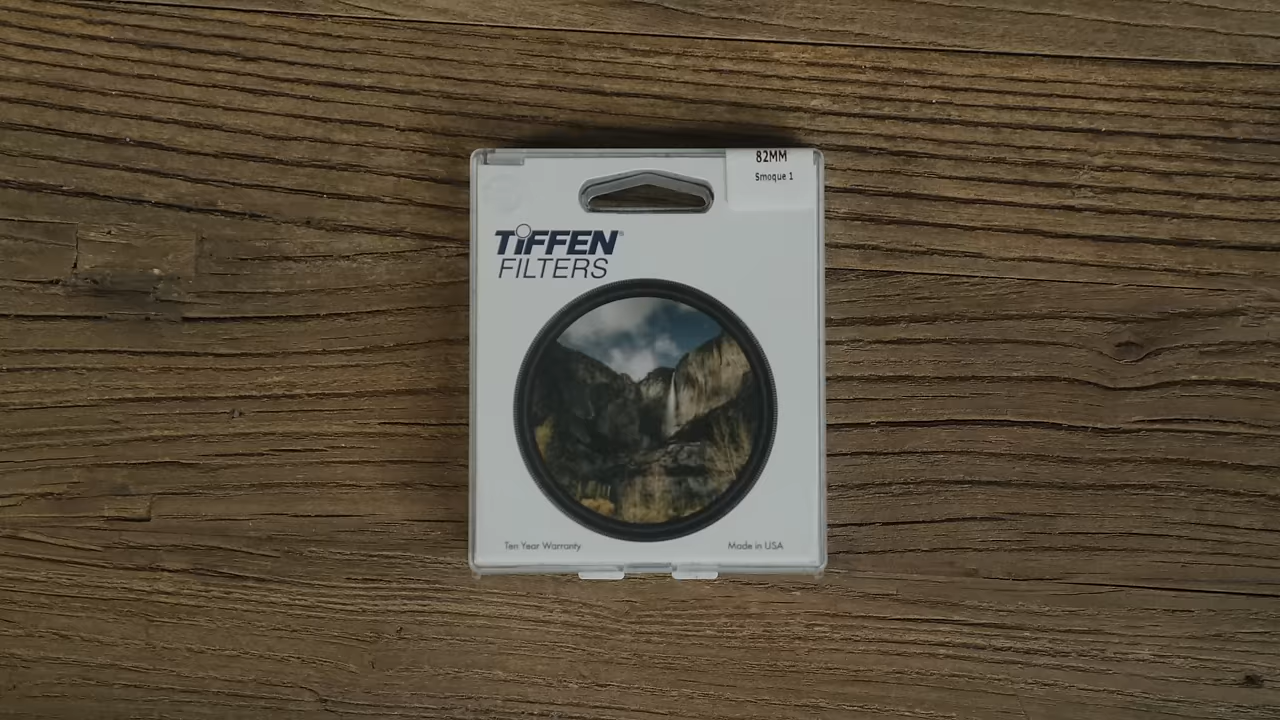 82MM
Smoque 1
TiFFEN®
FILTERS
Ten Year Warranty
Made in USA